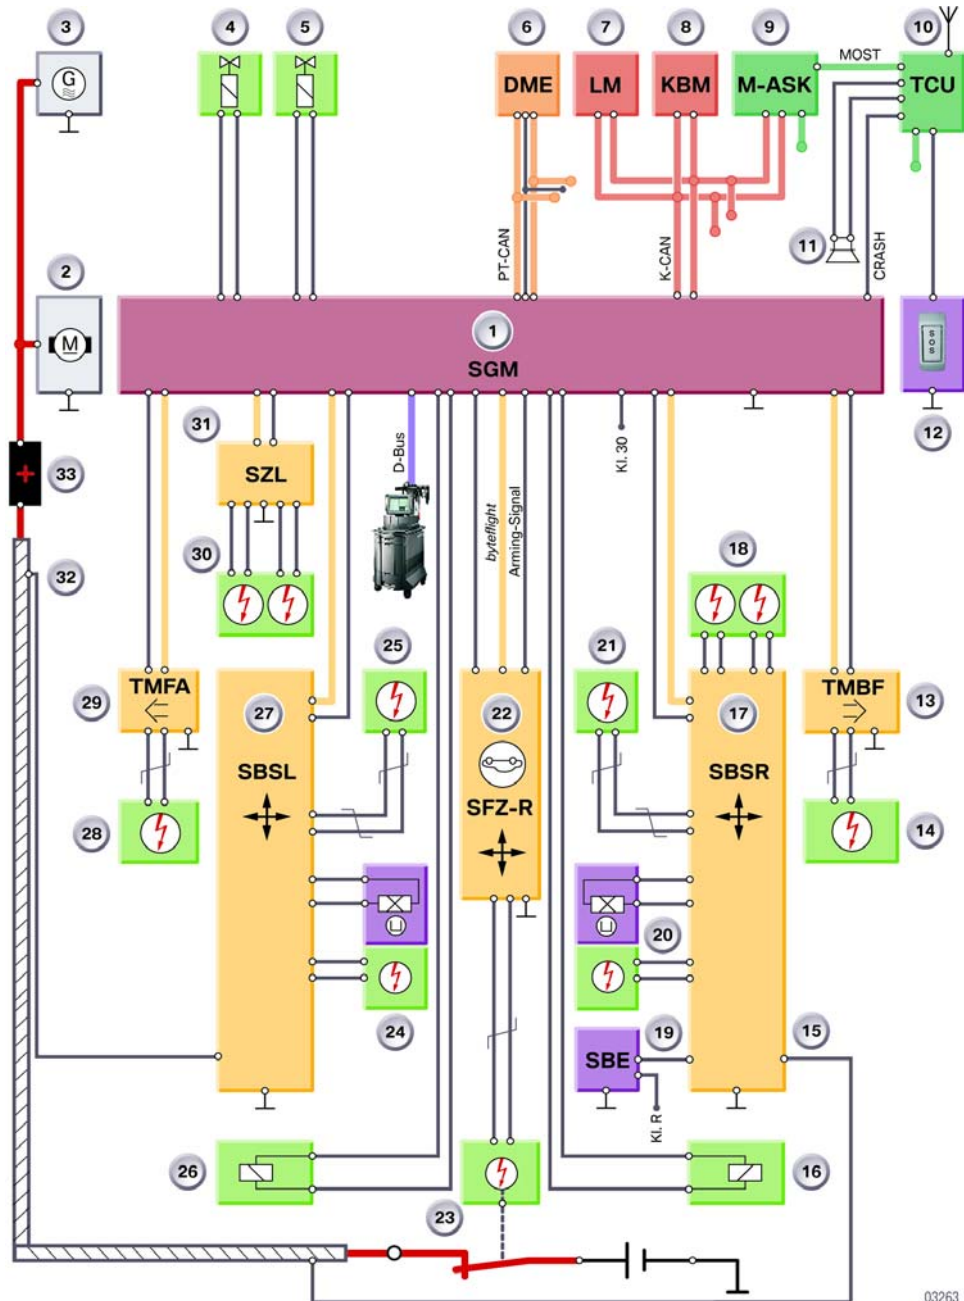 3
4
5
6
7
8
9
10
G
DME
LM
KBM
M-ASK
MOST
TCU
11
2
PT-CAN
K-CAN
CRASH
M
1
SGM
SOS
12
31
33
SZL
D-Bus
byteflight
Arming-Signal
Kl. 30
30
18
32
25
21
29
TMFA
27
22
17
TMBF
13
SBSL
SFZ-R
SBSR
28
14
20
24
19
15
SBE
Kl. R
26
16
23
03263